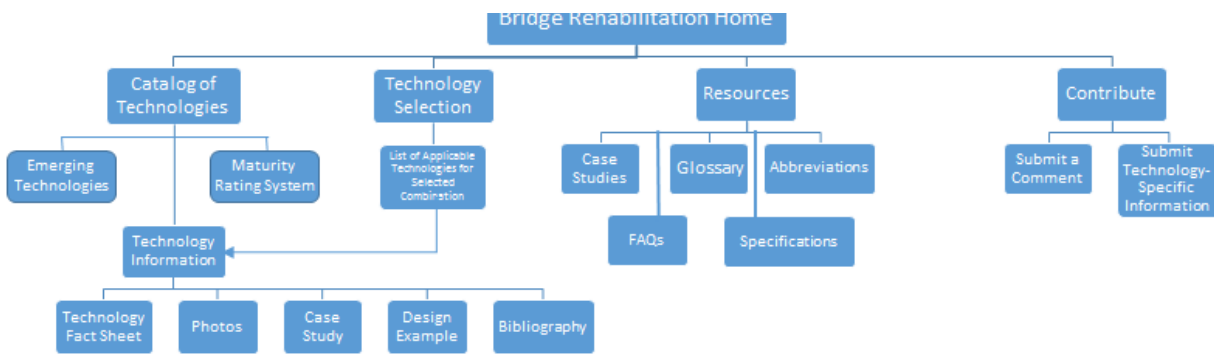 Bridge Rehabilitation Home
Catalog of
Technologies
Technology
Selection
Resources
Contribute
Emerging
Technologies
Maturity
Rating System
List of Applicable
Technologies for
Selected
Combination
Case
Studies
Glossary
Abbreviations
Submit a
Comment
Submit
Technology-
Specific
Information
Technology
Information
FAQs
Specifications
Technology
Fact Sheet
Photos
Case
Study
Design
Example
Bibliography